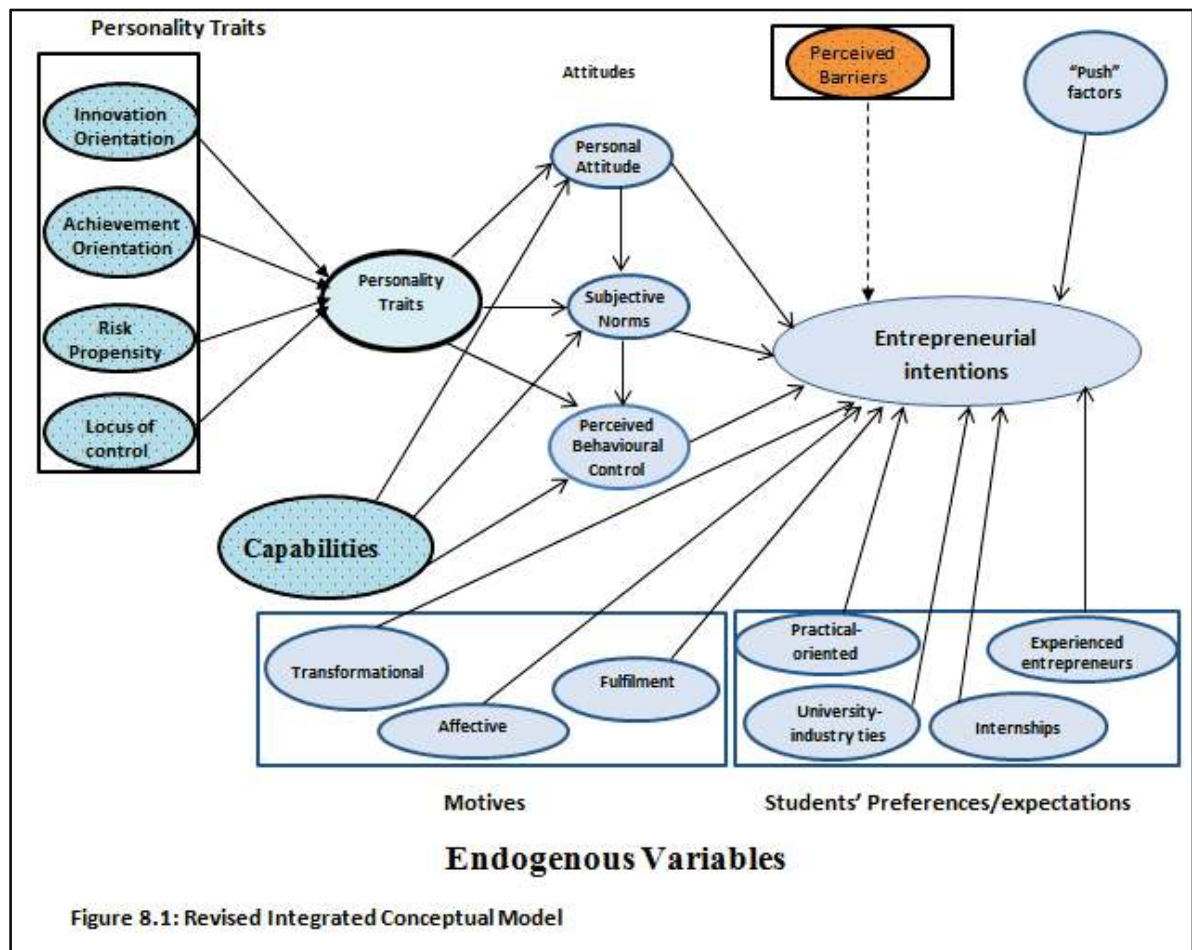 Personality Traits
Innovation
Orientation
Achievement
Orientation
Risk
Propensity
Locus of
control
Personality
Traits
Capabilities
Attitudes
Personal
Attitude
Subjective
Norms
Perceived
Behavioural
Control
Perceived
Barriers
"Push"
factors
Entrepreneurial
intentions
Transformational
Affective
Fulfilment
Motives
Practical-
oriented
Experienced
entrepreneurs
University-
industry ties
Internships
Students' Preferences/expectations
Endogenous Variables
Figure 8.1: Revised Integrated Conceptual Model